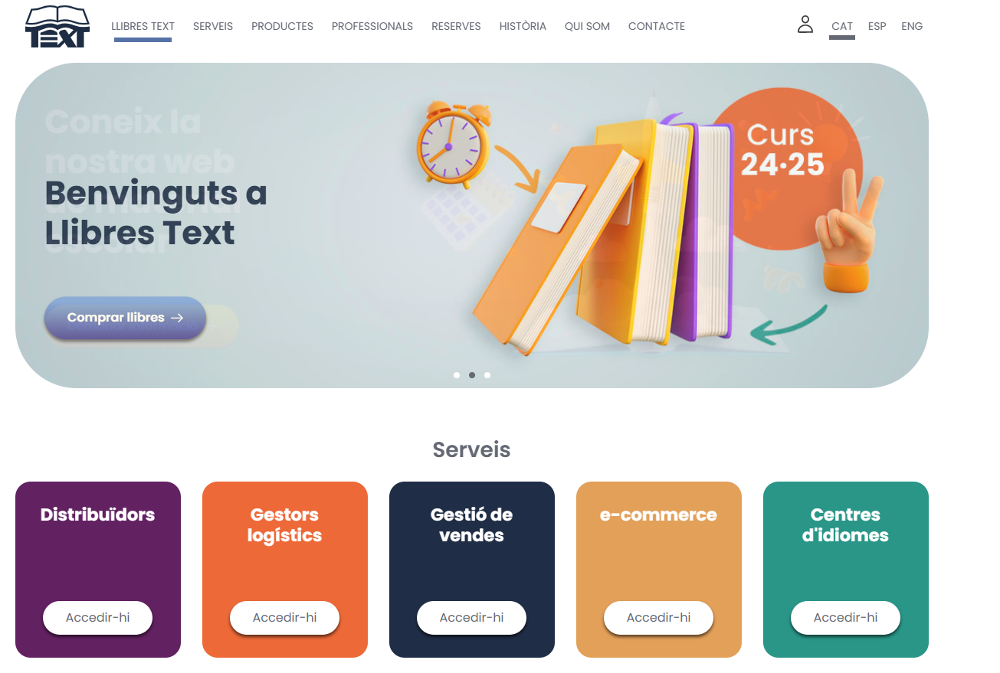 TEXT
LLIBRES TEXT SERVEIS PRODUCTES PROFESSIONALS RESERVES HISTÒRIA QUI SOM CONTACTE CAT ESP ENG
Coneix la
nostra web
Benvinguts a
Llibres Text
escolar
Comprar llibres →
Curs
24·25
Serveis
Distribuïdors
Accedir-hi
Gestors
logístics
Accedir-hi
Gestió de
vendes
Accedir-hi
e-commerce
Accedir-hi
Centres
d'idiomes
Accedir-hi